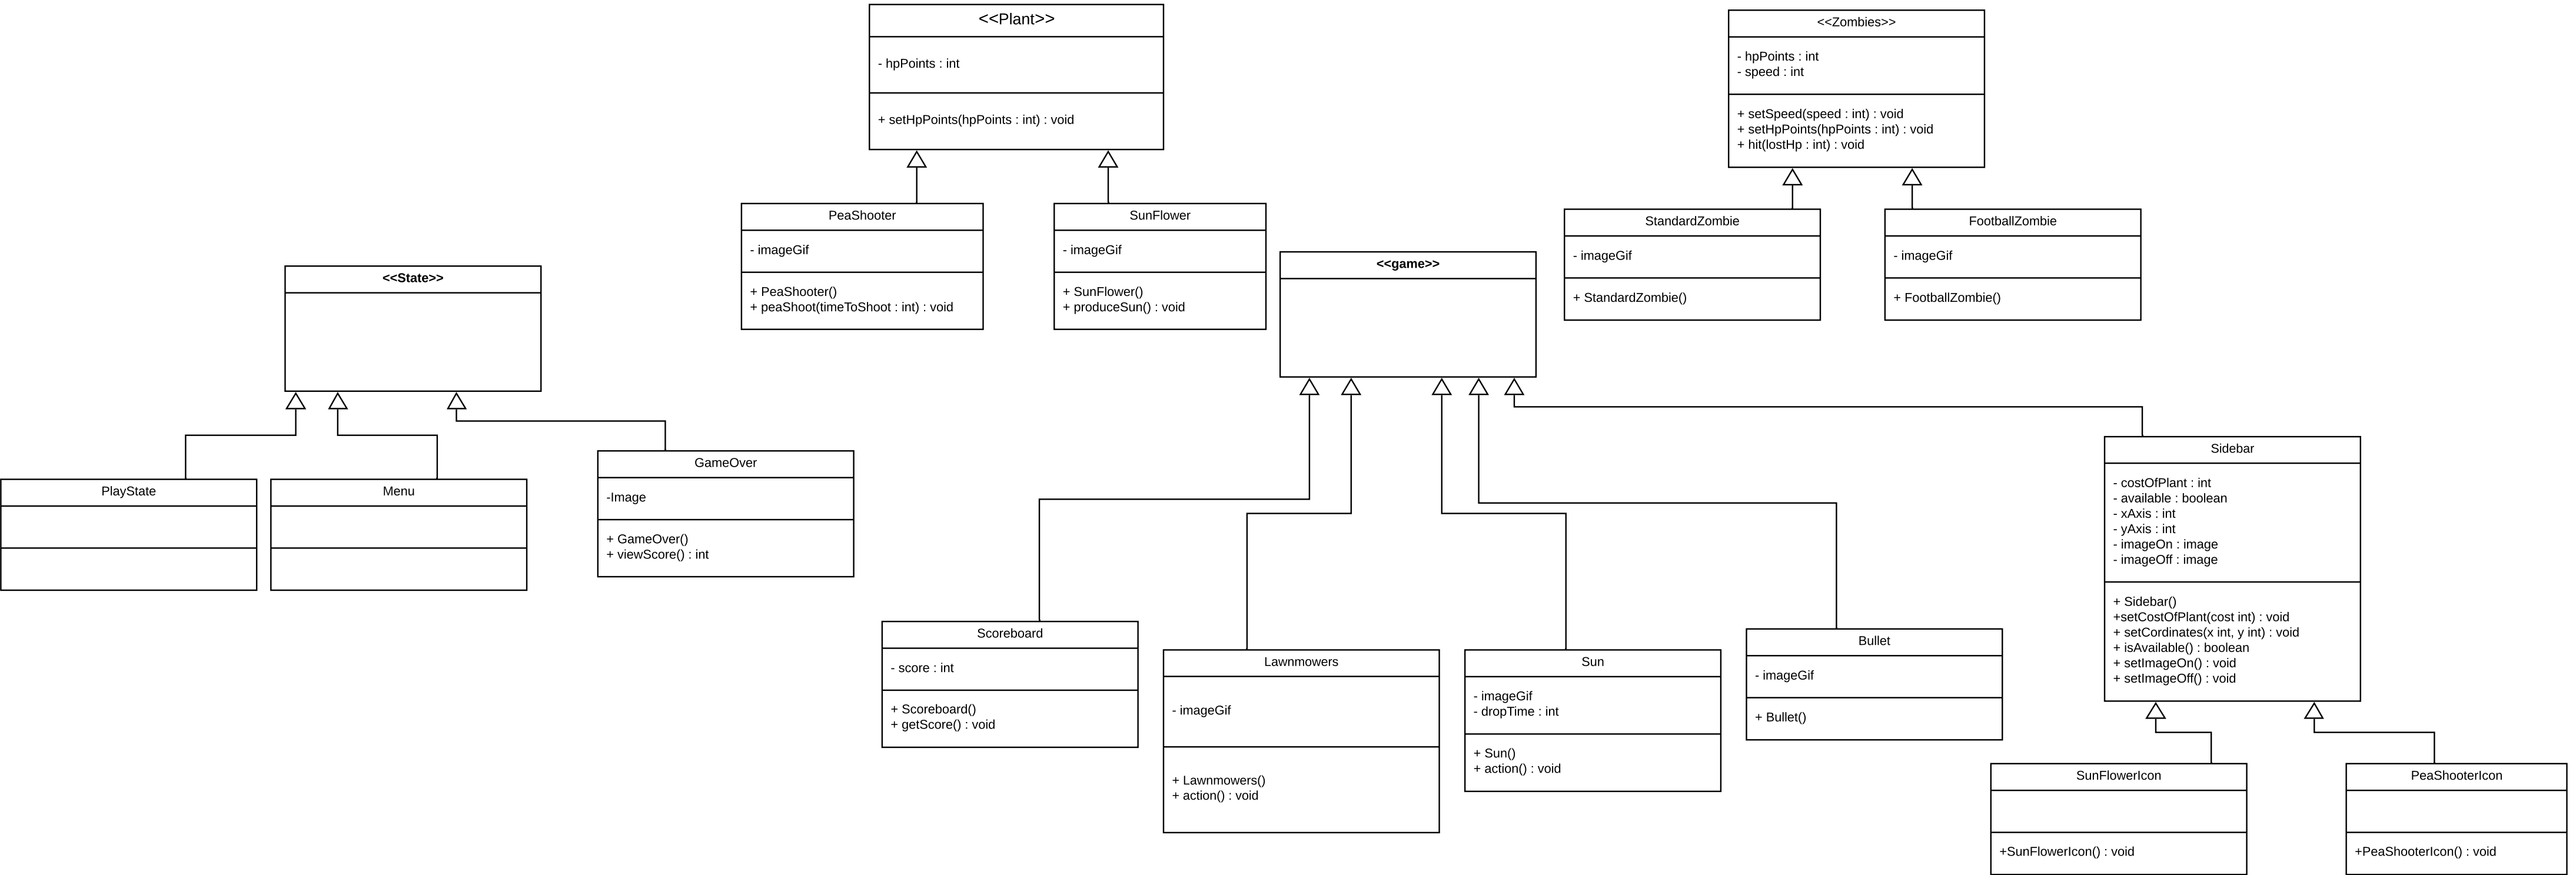 <<Plant>>
- hpPoints : int
+ setHpPoints(hpPoints : int) : void
<<Zombies>>
- hpPoints : int
- speed : int
+ setSpeed(speed : int) : void
+ setHpPoints(hpPoints : int) : void
+ hit(lostHp : int) : void
PeaShooter
- imageGif
+ PeaShooter()
+ peaShoot(timeToShoot : int) : void
SunFlower
- imageGif
+ SunFlower()
+ produceSun() : void
StandardZombie
- imageGif
+ StandardZombie()
FootballZombie
- imageGif
+ FootballZombie()
<<State>>
<<game>>
PlayState
Menu
GameOver
-Image
+ GameOver()
+ viewScore() : int
Scoreboard
- score : int
+ Scoreboard()
+ getScore() : void
Lawnmowers
- imageGif
+ Lawnmowers()
+ action() : void
Sun
- imageGif
- dropTime : int
+ Sun()
+ action() : void
Bullet
- imageGif
+ Bullet()
Sidebar
- costOfPlant : int
- available : boolean
- xAxis : int
- yAxis : int
- imageOn : image
- imageOff : image
+ Sidebar()
+setCostOfPlant(cost int) : void
+ setCordinates(x int, y int) : void
+ isAvailable() : boolean
+ setImageOn() : void
+ setImageOff() : void
SunFlowerIcon
+SunFlowerIcon() : void
PeaShooterIcon
+PeaShooterIcon() : void